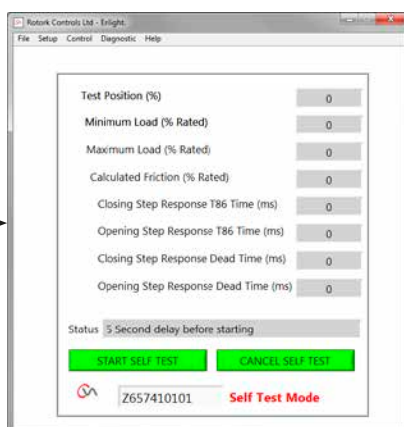 Rotork Controls Ltd - Enlight.
File Setup Control Diagnostic Help
Test Position (%) 0
Minimum Load (% Rated) 0
Maximum Load (% Rated) 0
Calculated Friction (% Rated) 0
Closing Step Response T86 Time (ms) 0
Opening Step Response T86 Time (ms) 0
Closing Step Response Dead Time (ms) 0
Opening Step Response Dead Time (ms) 0
Status 5 Second delay before starting
START SELF TEST CANCEL SELF TEST
Z657410101 Self Test Mode